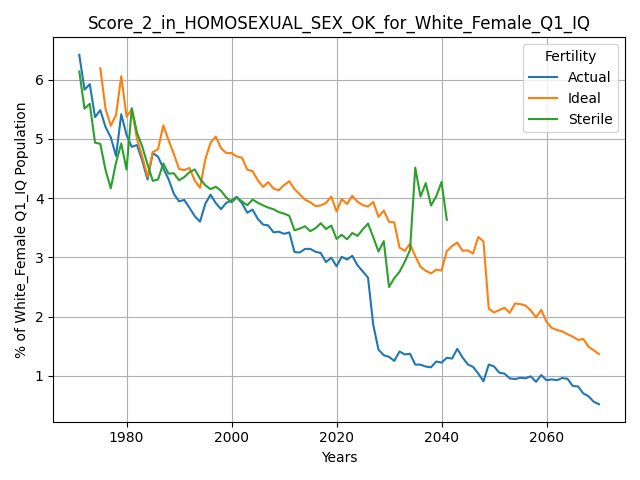 Score_2_in_HOMOSEXUAL_SEX_OK_for_White_Female_Q1_IQ
% of White_Female Q1_IQ Population
6
5
4
3
2
1
Fertility
Actual
Ideal
Sterile
1980 2000 2020 2040 2060
Years